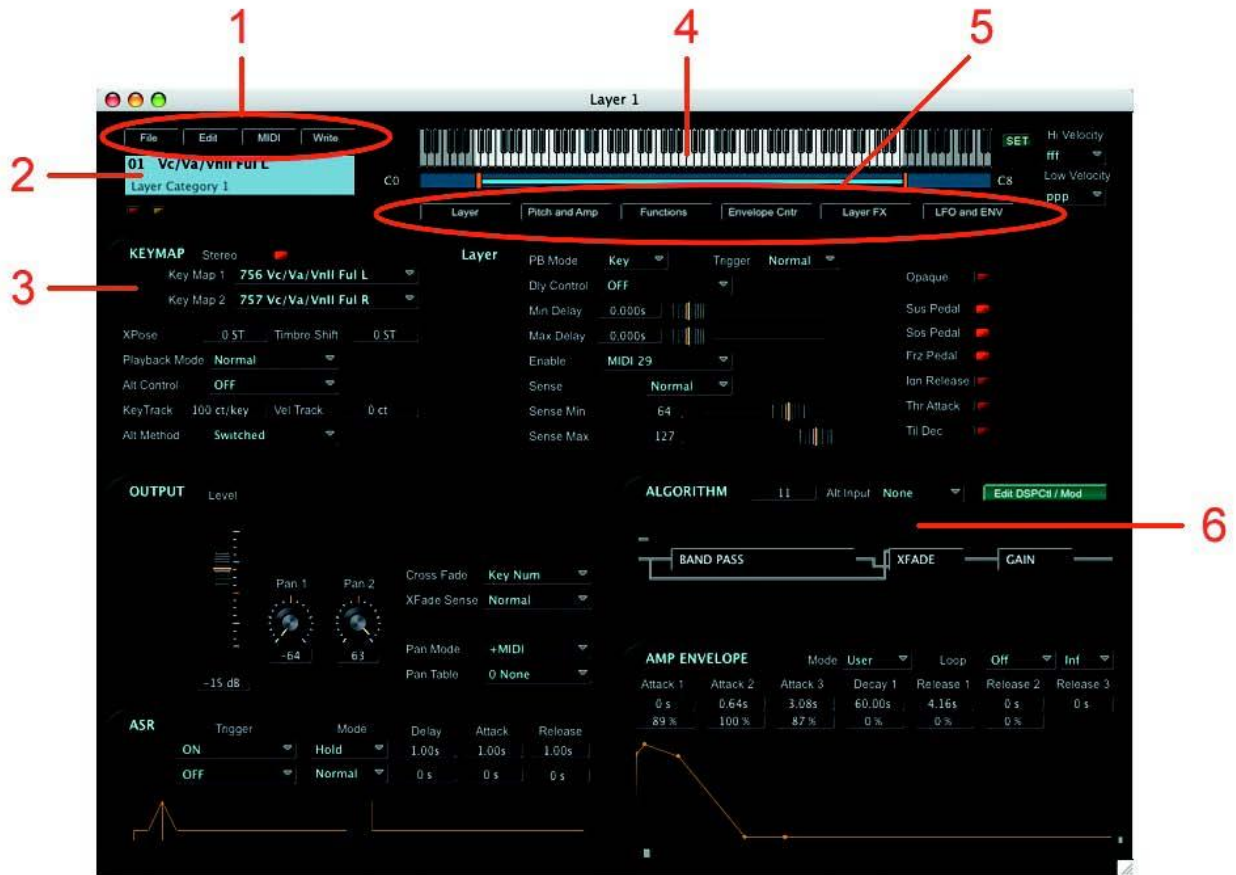 1
4
5
Layer 1
File Edit MIDI Write
SET
Hi Velocity
fff
2
01 Vc/Va/VnII Ful L
Layer Category 1
C0
C8
Low Velocity
ppp
Layer Pitch and Amp Functions Envelope Cntr Layer FX LFO and ENV
3
KEYMAP Stereo
Key Map 1 756 Vc/Va/VnII Ful L
Key Map 2 757 Vc/Va/VnII Ful R
XPose 0 ST Timbre Shift 0 ST
Playback Mode Normal
Alt Control OFF
KeyTrack 100 ct/key Vel Track 0 ct
Alt Method Switched
Layer
PB Mode Key Trigger Normal
Dly Control OFF
Min Delay 0.000s
Max Delay 0.000s
Enable MIDI 29
Sense Normal
Sense Min 64
Sense Max 127
Opaque
Sus Pedal
Sos Pedal
Frz Pedal
Ign Release
Thr Attack
Til Dec
OUTPUT Level
-15 dB
Pan 1 Pan 2
-64 63
Cross Fade Key Num
XFade Sense Normal
Pan Mode +MIDI
Pan Table 0 None
ALGORITHM 11 Alt Input None Edit DSPCtl / Mod
6
BAND PASS XFADE GAIN
AMP ENVELOPE Mode User Loop Off Inf
Attack 1 Attack 2 Attack 3 Decay 1 Release 1 Release 2 Release 3
0 s 0.64s 3.08s 60.00s 4.16s 0 s 0 s
89 % 100 % 87 % 0 % 0 % 0 %
ASR Trigger Mode Delay Attack Release
ON Hold 1.00s 1.00s 1.00s
OFF Normal 0 s 0 s 0 s